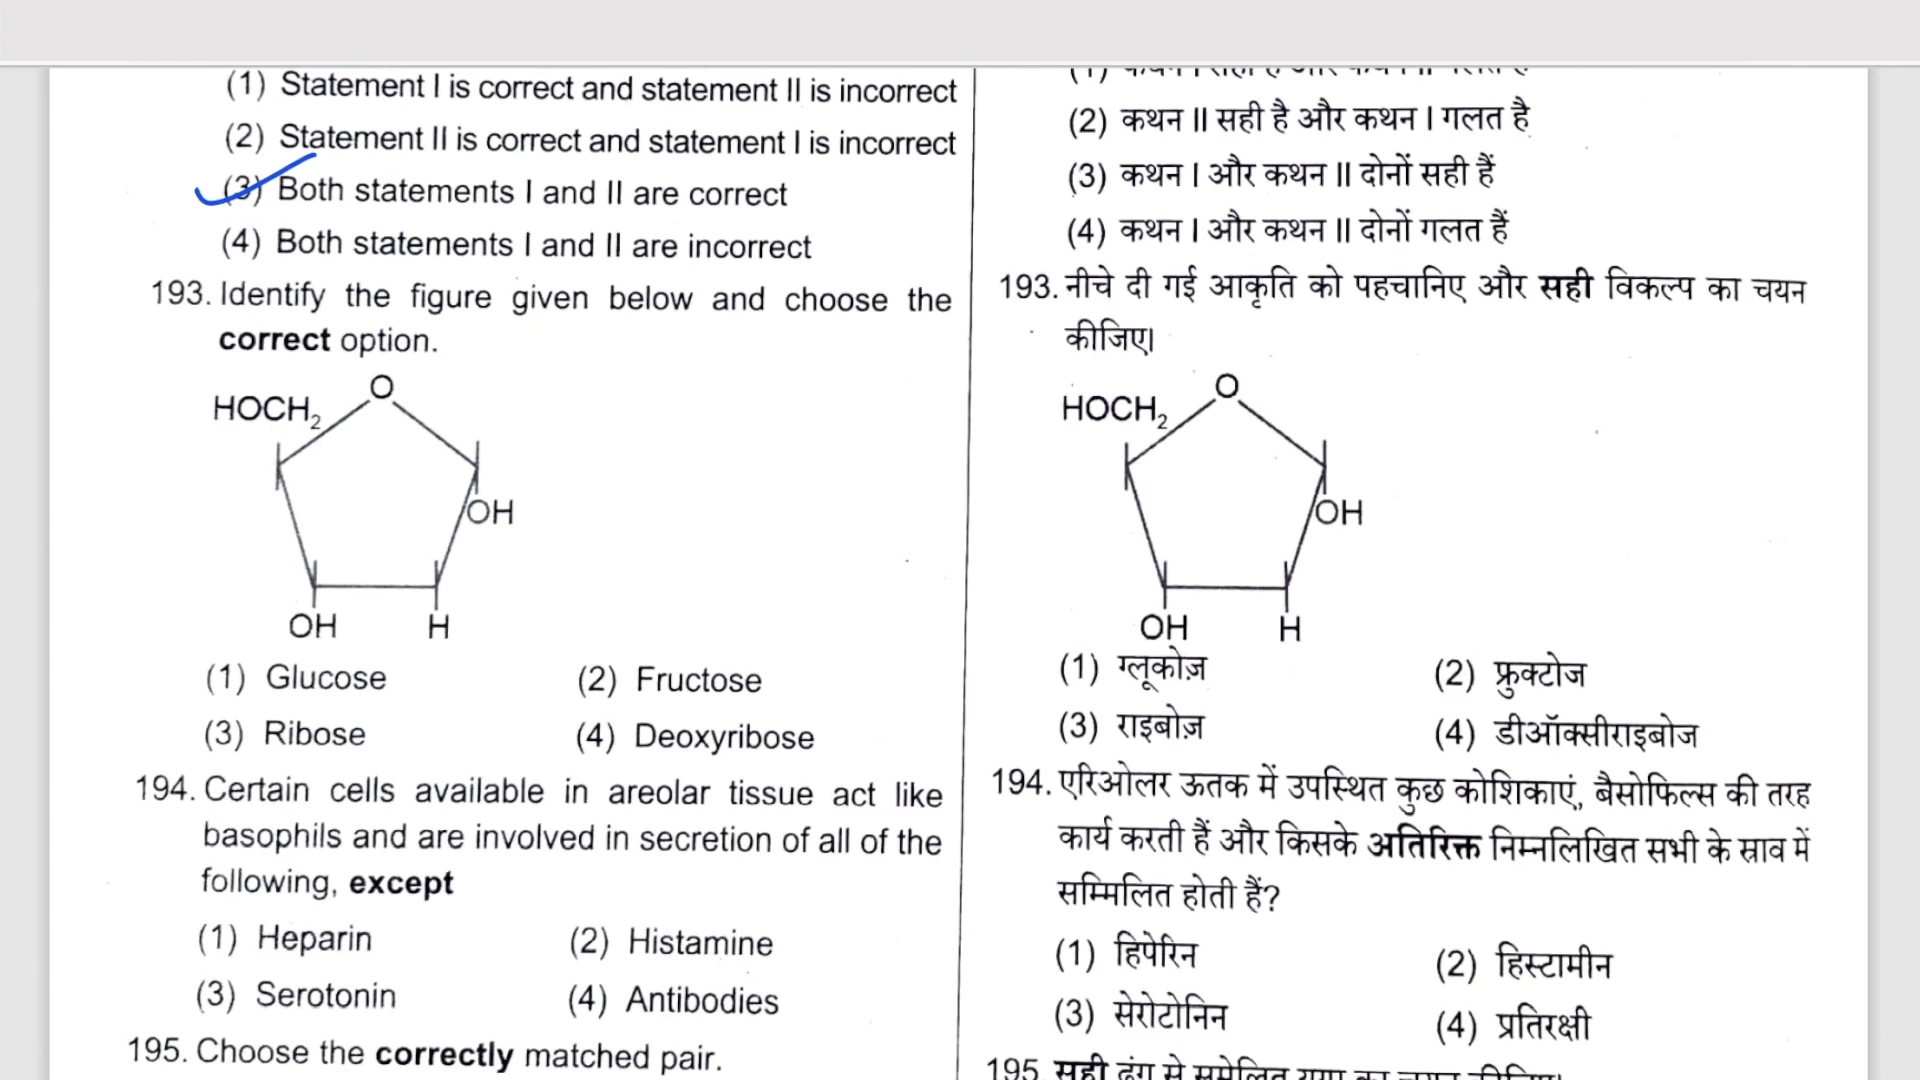 (1) Statement I is correct and statement II is incorrect
(2) Statement II is correct and statement I is incorrect
(3) Both statements I and II are correct
(4) Both statements I and II are incorrect
193. Identify the figure given below and choose the
correct option.
O
HOCH₂
OH
OH H
(1) Glucose (2) Fructose
(3) Ribose (4) Deoxyribose
194. Certain cells available in areolar tissue act like
basophils and are involved in secretion of all of the
following, except
(1) Heparin (2) Histamine
(3) Serotonin (4) Antibodies
195. Choose the correctly matched pair.
(2) कथन II सही है और कथन I गलत है
(3) कथन I और कथन II दोनों सही हैं
(4) कथन I और कथन II दोनों गलत हैं
193. नीचे दी गई आकृति को पहचानिए और सही विकल्प का चयन
कीजिए।
O
HOCH₂
OH
OH H
(1) ग्लूकोज़ (2) फ्रुक्टोज
(3) राइबोज़ (4) डीऑक्सीराइबोज
194. एरिओलर ऊतक में उपस्थित कुछ कोशिकाएं, बैसोफिल्स की तरह
कार्य करती हैं और किसके अतिरिक्त निम्नलिखित सभी के स्राव में
सम्मिलित होती हैं?
(1) हिपेरिन (2) हिस्टामीन
(3) सेरोटोनिन (4) प्रतिरक्षी
195.